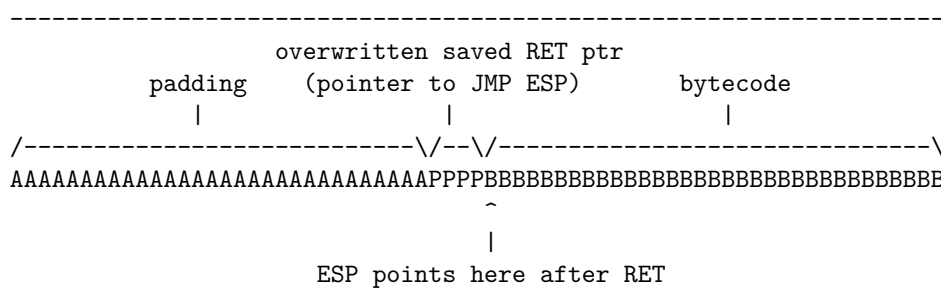 -------------------------------------------------------------------
overwritten saved RET ptr
padding (pointer to JMP ESP) bytecode
| | |
/----------------------------\/--\/-------------------------------\
AAAAAAAAAAAAAAAAAAAAAAAAAAAAAAPPPPBBBBBBBBBBBBBBBBBBBBBBBBBBBBBBBBB
^
|
ESP points here after RET